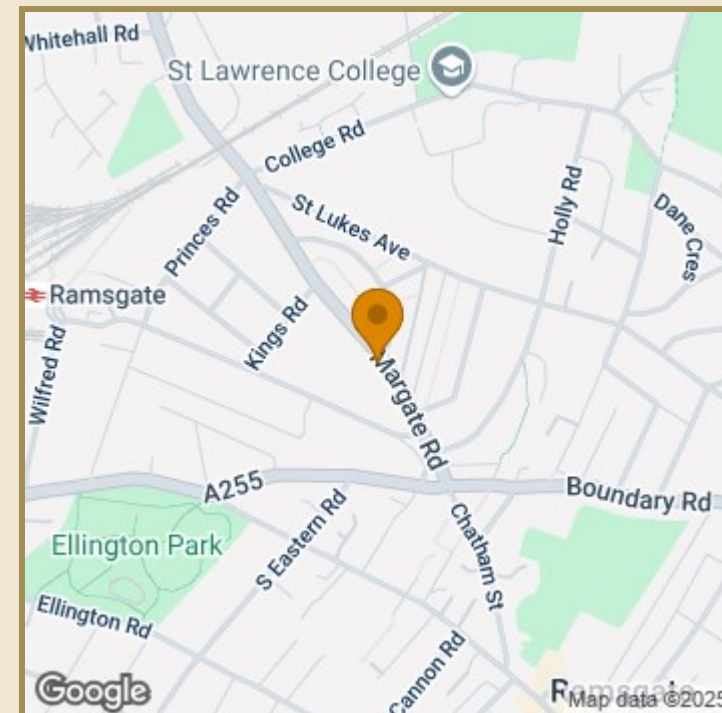 Whitehall Rd
St Lawrence College
College Rd
Holly Rd
Princes Rd
St Lukes Ave
Dane Cres
Ramsgate
Kings Rd
Wilfred Rd
Margate Rd
A255
Boundary Rd
Ellington Park
S Eastern Rd
Chatham St
Ellington Rd
Cannon Rd
Ramsgate
Google
Map data ©2025